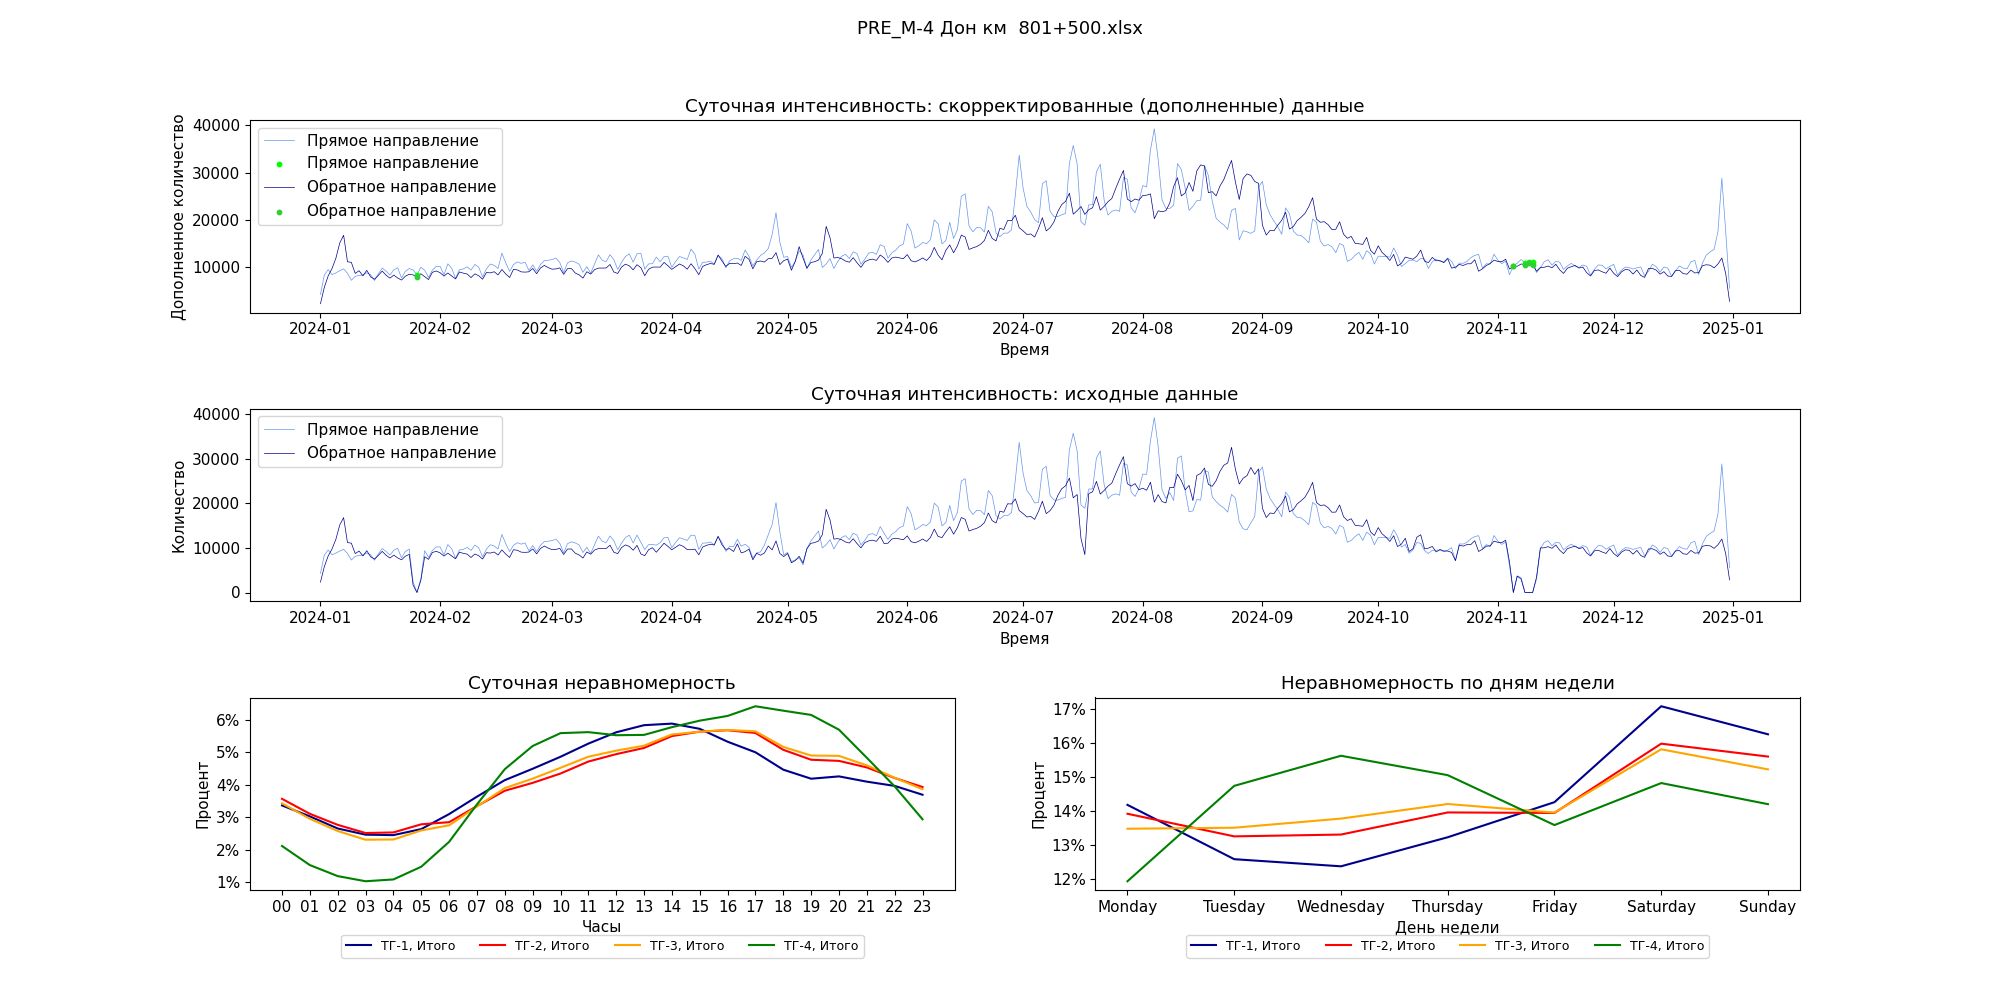 PRE_M-4 Дон км  801+500.xlsx
Суточная интенсивность: скорректированные (дополненные) данные
Дополненное количество
40000
30000
20000
10000
Прямое направление
Прямое направление
Обратное направление
Обратное направление
2024-01 2024-02 2024-03 2024-04 2024-05 2024-06 2024-07 2024-08 2024-09 2024-10 2024-11 2024-12 2025-01
Время
Суточная интенсивность: исходные данные
Количество
40000
30000
20000
10000
0
Прямое направление
Обратное направление
2024-01 2024-02 2024-03 2024-04 2024-05 2024-06 2024-07 2024-08 2024-09 2024-10 2024-11 2024-12 2025-01
Время
Суточная неравномерность
Процент
6%
5%
4%
3%
2%
1%
00 01 02 03 04 05 06 07 08 09 10 11 12 13 14 15 16 17 18 19 20 21 22 23
Часы
ТГ-1, Итого ТГ-2, Итого ТГ-3, Итого ТГ-4, Итого
Неравномерность по дням недели
Процент
17%
16%
15%
14%
13%
12%
Monday Tuesday Wednesday Thursday Friday Saturday Sunday
День недели
ТГ-1, Итого ТГ-2, Итого ТГ-3, Итого ТГ-4, Итого